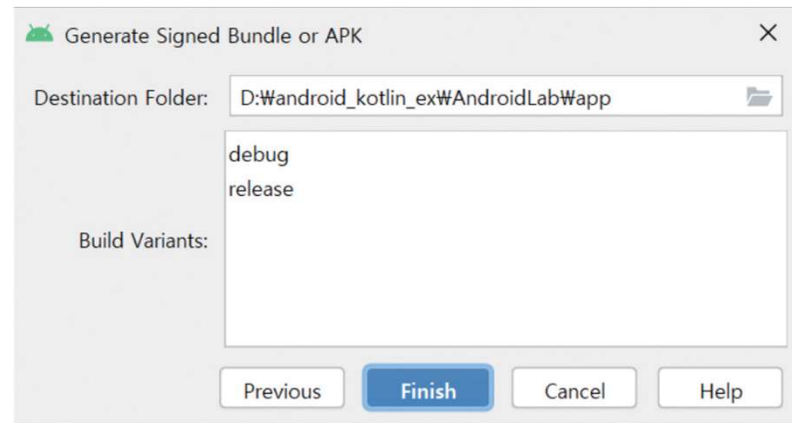 Generate Signed Bundle or APK
Destination Folder: D:₩android_kotlin_ex₩AndroidLab₩app
debug
release
Build Variants:
Previous Finish Cancel Help